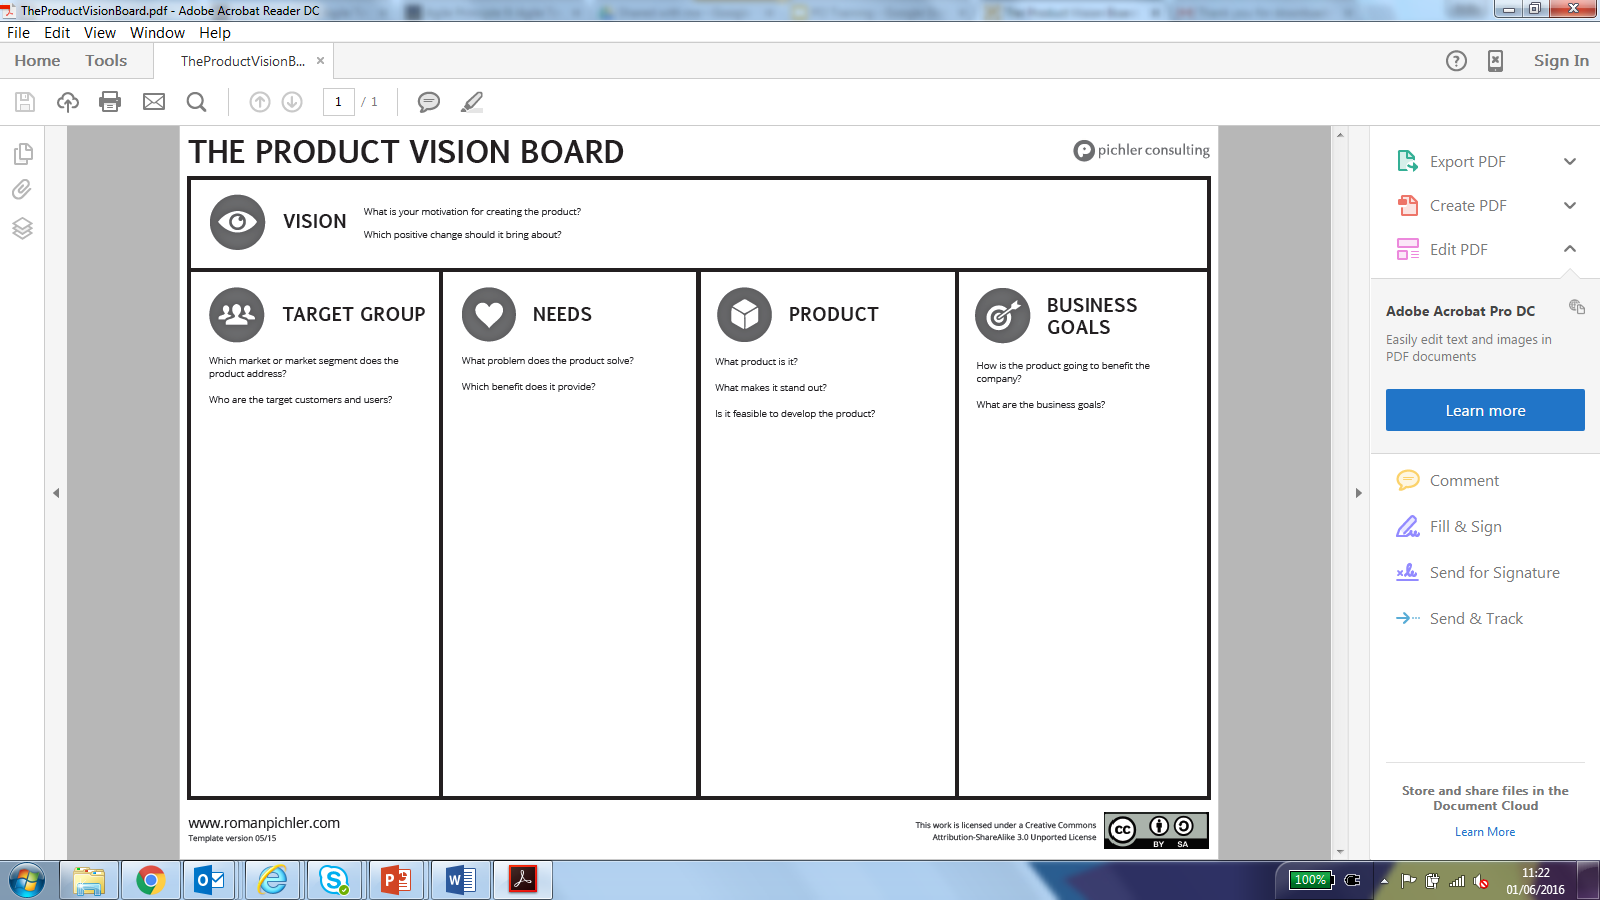 TheProductVisionBoard.pdf - Adobe Acrobat Reader DC
File Edit View Window Help
Home Tools TheProductVisionB... × Sign In
1 / 1
THE PRODUCT VISION BOARD
pichler consulting
VISION
What is your motivation for creating the product?
Which positive change should it bring about?
TARGET GROUP
Which market or market segment does the
product address?
Who are the target customers and users?
NEEDS
What problem does the product solve?
Which benefit does it provide?
PRODUCT
What product is it?
What makes it stand out?
Is it feasible to develop the product?
BUSINESS
GOALS
How is the product going to benefit the
company?
What are the business goals?
www.romanpichler.com
Template version 05/15
This work is licensed under a Creative Commons
Attribution-ShareAlike 3.0 Unported License
cc
BY SA
Export PDF
Create PDF
Edit PDF
Adobe Acrobat Pro DC
Easily edit text and images in
PDF documents
Learn more
Comment
Fill & Sign
Send for Signature
Send & Track
Store and share files in the
Document Cloud
Learn More
100%
11:22
01/06/2016